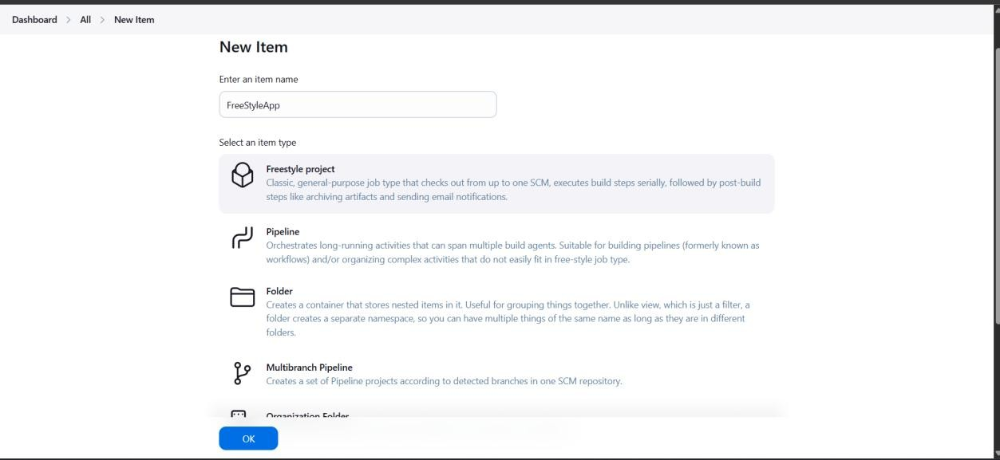 Dashboard > All > New Item
New Item
Enter an item name
FreeStyleApp
Select an item type
Freestyle project
Classic, general-purpose job type that checks out from up to one SCM, executes build steps serially, followed by post-build
steps like archiving artifacts and sending email notifications.
Pipeline
Orchestrates long-running activities that can span multiple build agents. Suitable for building pipelines (formerly known as
workflows) and/or organizing complex activities that do not easily fit in free-style job type.
Folder
Creates a container that stores nested items in it. Useful for grouping things together. Unlike view, which is just a filter, a
folder creates a separate namespace, so you can have multiple things of the same name as long as they are in different
folders.
Multibranch Pipeline
Creates a set of Pipeline projects according to detected branches in one SCM repository.
Organization Folder
OK